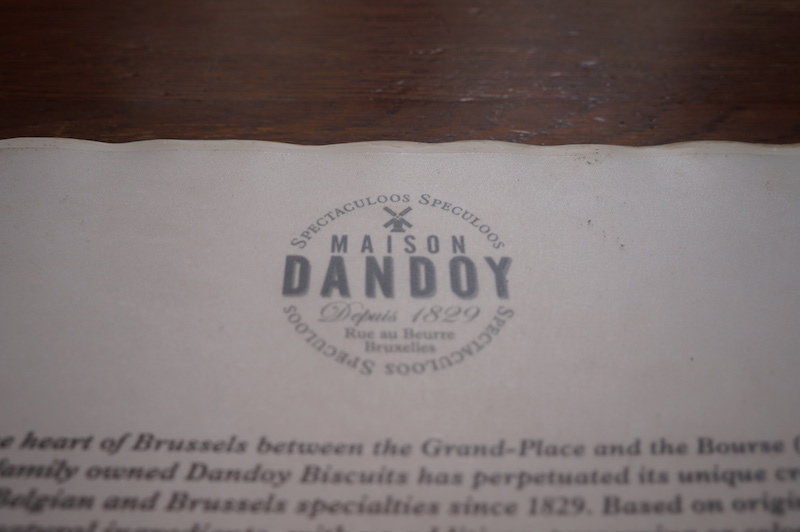 SPECTACULOOS SPECULOOS
MAISON
DANDOY
Depuis 1829
Rue au Beurre
Bruxelles
SPECTACULOOS SPECULOOS
heart of Brussels between the Grand-Place and the Bourse
family owned Dandoy Biscuits has perpetuated its unique
Belgian and Brussels specialties since 1829. Based on